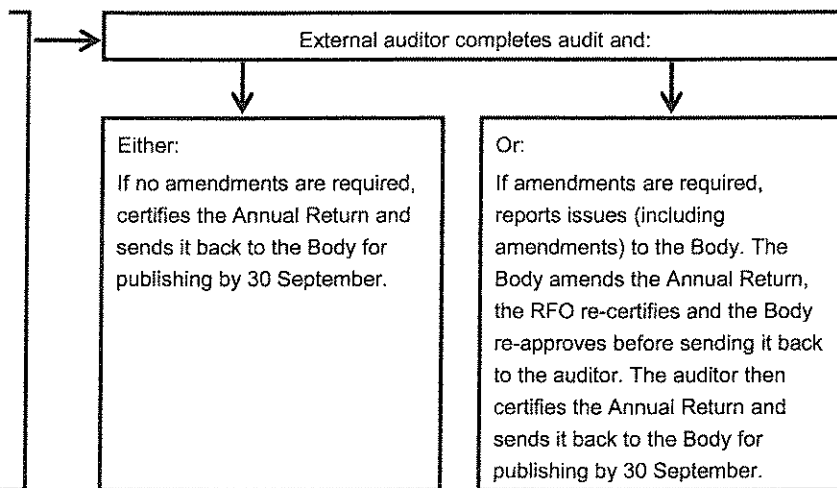 External auditor completes audit and:
Either:
If no amendments are required,
certifies the Annual Return and
sends it back to the Body for
publishing by 30 September.
Or:
If amendments are required,
reports issues (including
amendments) to the Body. The
Body amends the Annual Return,
the RFO re-certifies and the Body
re-approves before sending it back
to the auditor. The auditor then
certifies the Annual Return and
sends it back to the Body for
publishing by 30 September.